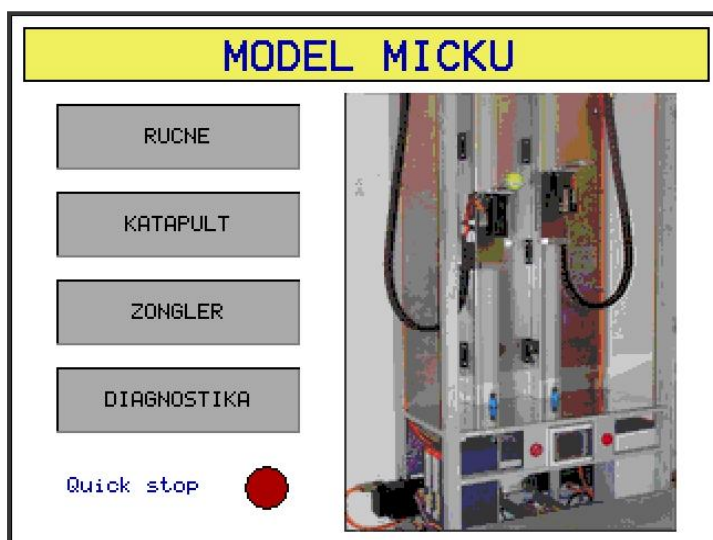 MODEL MICKU
RUCNE
KATAPULT
ZONGLER
DIAGNOSTIKA
Quick stop